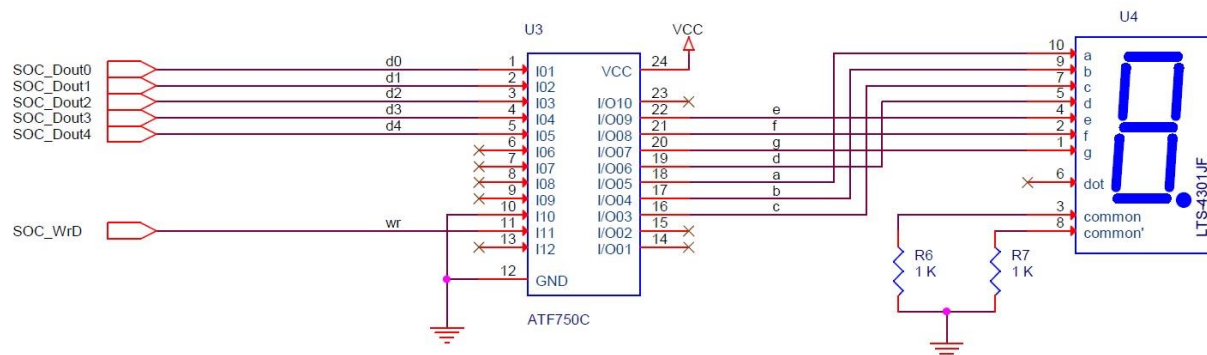 U3
VCC
U4
SOC_Dout0
SOC_Dout1
SOC_Dout2
SOC_Dout3
SOC_Dout4
SOC_WrD
d0
d1
d2
d3
d4
wr
1 I01
2 I02
3 I03
4 I04
5 I05
6 I06
7 I07
8 I08
9 I09
10 I10
11 I11
13 I12
12 GND
VCC 24
I/O10 23
I/O09 22 e
I/O08 21 f
I/O07 20 g
I/O06 19 d
I/O05 18 a
I/O04 17 b
I/O03 16 c
I/O02 15
I/O01 14
ATF750C
10 a
9 b
7 c
5 d
4 e
2 f
1 g
6 dot
3 common
8 common'
LTS-4301JF
R6
1 K
R7
1 K